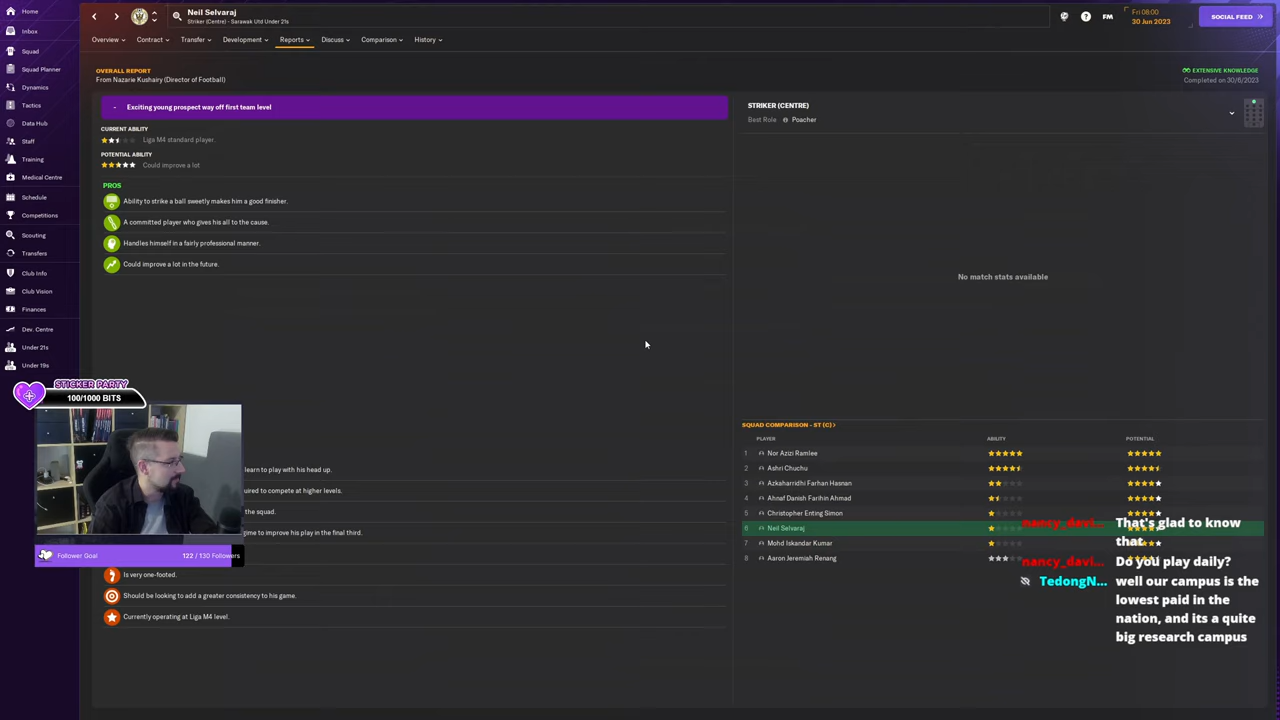 Neil Selvaraj
Striker (Centre) - Sarawak Utd Under 21s
FM
Fri 08:00
30 Jun 2023
SOCIAL FEED
Overview
Contract
Transfer
Development
Reports
Discuss
Comparison
History
Home
Inbox
Squad
Squad Planner
Dynamics
Tactics
Data Hub
Staff
Training
Medical Centre
Schedule
Competitions
Scouting
Transfers
Club Info
Club Vision
Finances
Dev. Centre
Under 21s
Under 19s
OVERALL REPORT
From Nazarie Kushairy (Director of Football)
EXTENSIVE KNOWLEDGE
Completed on 30/6/2023
- Exciting young prospect way off first team level
CURRENT ABILITY
Liga M4 standard player.
POTENTIAL ABILITY
Could improve a lot
PROS
Ability to strike a ball sweetly makes him a good finisher.
A committed player who gives his all to the cause.
Handles himself in a fairly professional manner.
Could improve a lot in the future.
learn to play with his head up.
uired to compete at higher levels.
the squad.
gime to improve his play in the final third.
Is very one-footed.
Should be looking to add a greater consistency to his game.
Currently operating at Liga M4 level.
STRIKER (CENTRE)
Best Role Poacher
No match stats available
SQUAD COMPARISON - ST (C)
PLAYER ABILITY POTENTIAL
1 Nor Azizi Ramlee
2 Ashri Chuchu
3 Azkaharridhi Farhan Hasnan
4 Ahnaf Danish Farihin Ahmad
5 Christopher Enting Simon
6 Neil Selvaraj
7 Mohd Iskandar Kumar
8 Aaron Jeremiah Renang
STICKER PARTY
100/1000 BITS
Follower Goal 122 / 130 Followers
nancy_davi... That's glad to know
that
nancy_davi... Do you play daily?
TedongN... well our campus is the
lowest paid in the
nation, and its a quite
big research campus